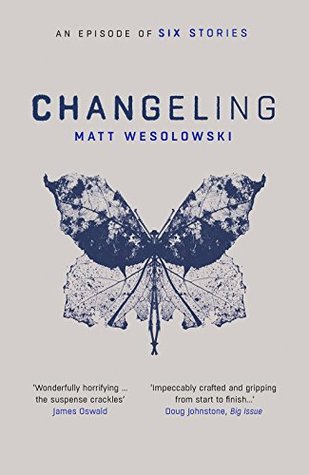 AN EPISODE OF SIX STORIES
CHANGELING
MATT WESOLOWSKI
'Wonderfully horrifying ...
the suspense crackles'
James Oswald
'Impeccably crafted and gripping
from start to finish...'
Doug Johnstone, Big Issue